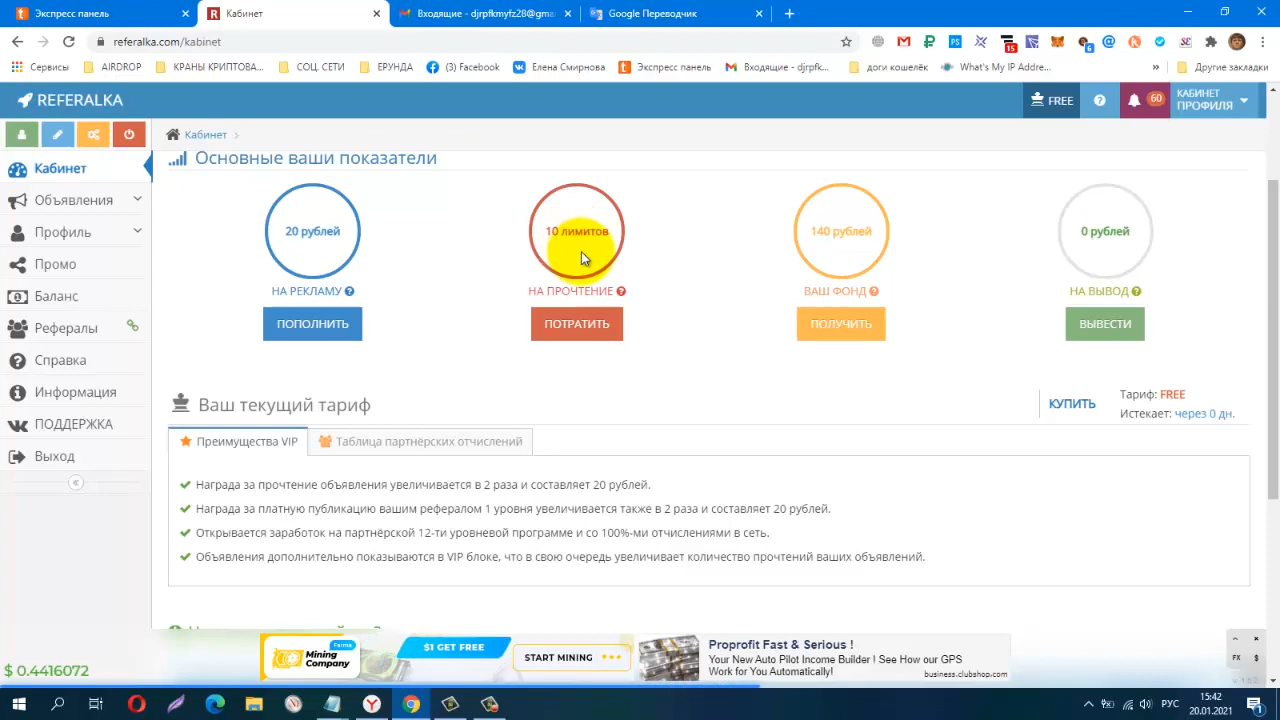 Экспресс панель
Кабинет
Входящие - djrpfkmyfz28@gma
Google Переводчик
referalka.com/kabinet
15
6
Сервисы
AIRDROP
КРАНЫ КРИПТОВА...
СОЦ. СЕТИ
ЕРУНДА
(3) Facebook
Елена Смирнова
Экспресс панель
Входящие - djrpfk...
доги кошелёк
What's My IP Addre...
»
Другие закладки
REFERALKA
FREE
60
КАБИНЕТ
ПРОФИЛЯ
Кабинет
Кабинет
Объявления
Профиль
Промо
Баланс
Рефералы
Справка
Информация
ПОДДЕРЖКА
Выход
Основные ваши показатели
20 рублей
10 лимитов
140 рублей
0 рублей
НА РЕКЛАМУ
НА ПРОЧТЕНИЕ
ВАШ ФОНД
НА ВЫВОД
ПОПОЛНИТЬ
ПОТРАТИТЬ
ПОЛУЧИТЬ
ВЫВЕСТИ
Ваш текущий тариф
КУПИТЬ
Тариф: FREE
Истекает: через 0 дн.
Преимущества VIP
Таблица партнёрских отчислений
Награда за прочтение объявления увеличивается в 2 раза и составляет 20 рублей.
Награда за платную публикацию вашим рефералом 1 уровня увеличивается также в 2 раза и составляет 20 рублей.
Открывается заработок на партнёрской 12-ти уровневой программе и со 100%-ми отчислениями в сеть.
Объявления дополнительно показываются в VIP блоке, что в свою очередь увеличивает количество прочтений ваших объявлений.
Mining
Company
Farms
$1 GET FREE
START MINING
Proprofit Fast & Serious !
Your New Auto Pilot Income Builder ! See How our GPS
Work for You Automatically!
business.clubshop.com
FX
$
$ 0.4416072
РУС
15:42
20.01.2021
1